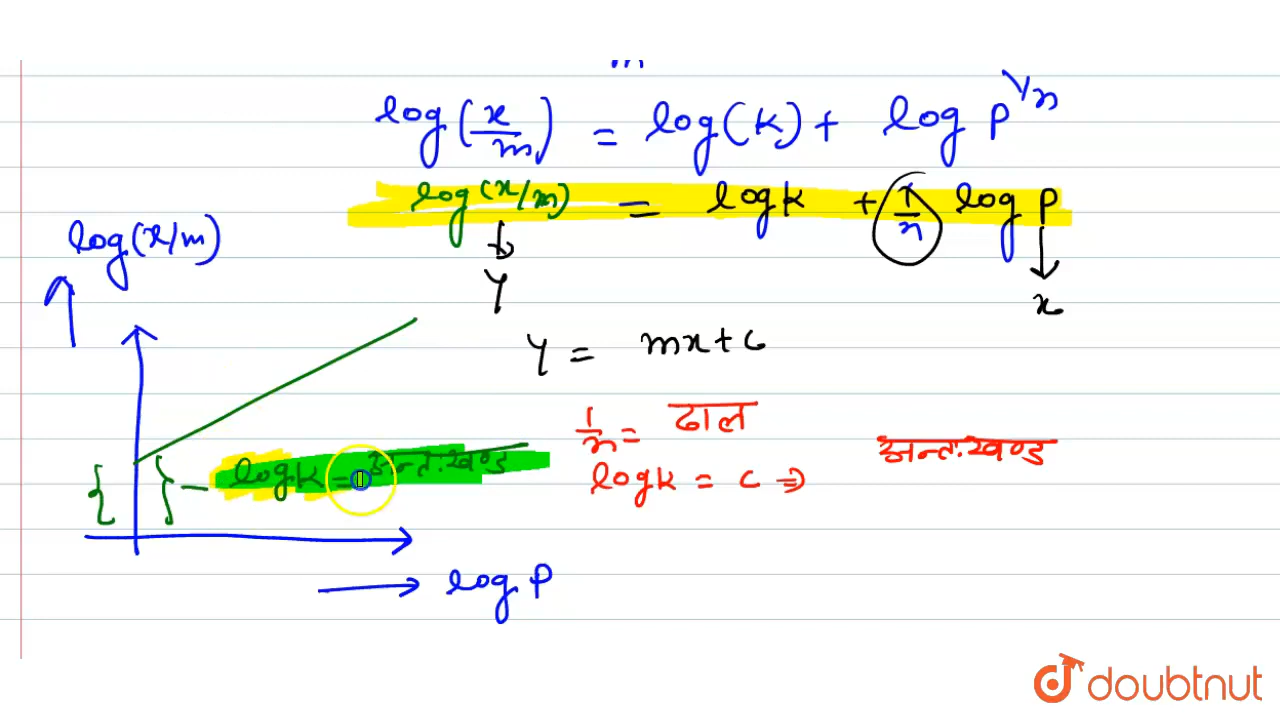 log(x/m) = log(k) + log P^1/n
log(x/m) = log k + 1/n log P
log(x/m)
Y
x
Y = mx + c
1/n = ढाल
अन्तःखण्ड
log k = अन्तःखण्ड
log k = c ⇒
log P
doubtnut